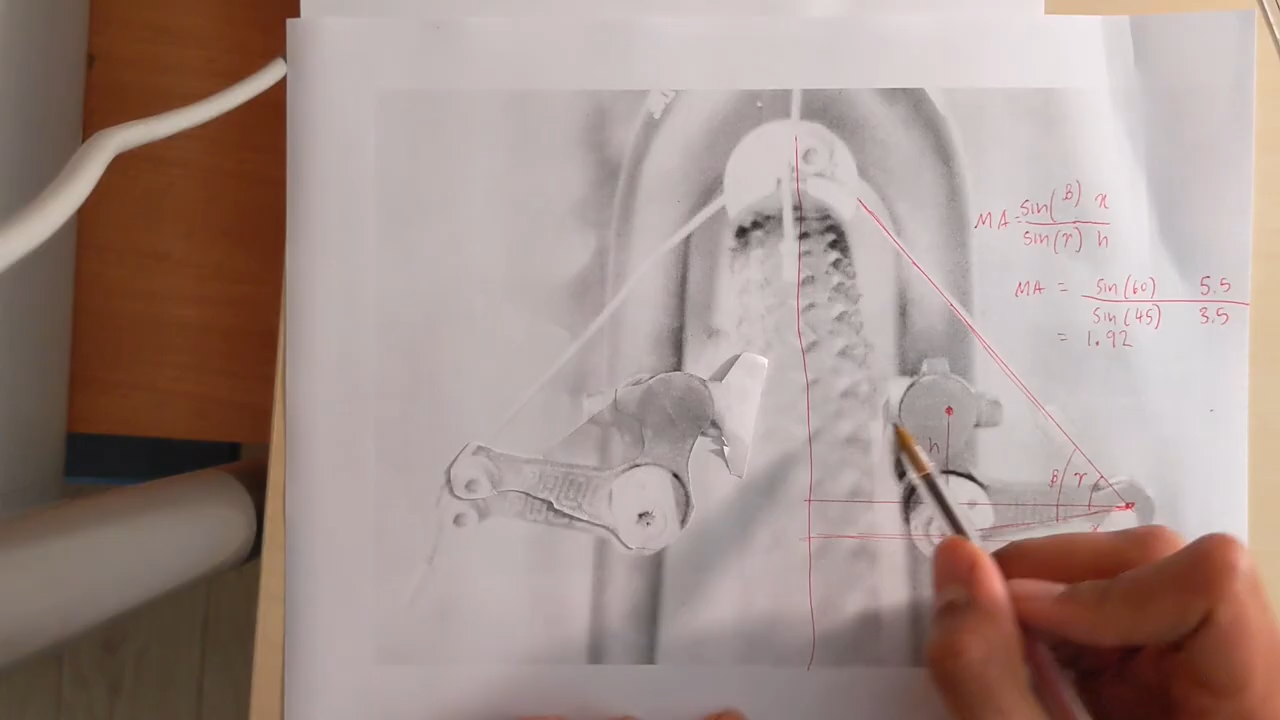 MA = sin(β) x
sin(r) h
MA = sin(60) 5.5
sin(45) 3.5
= 1.92
h
β r
x